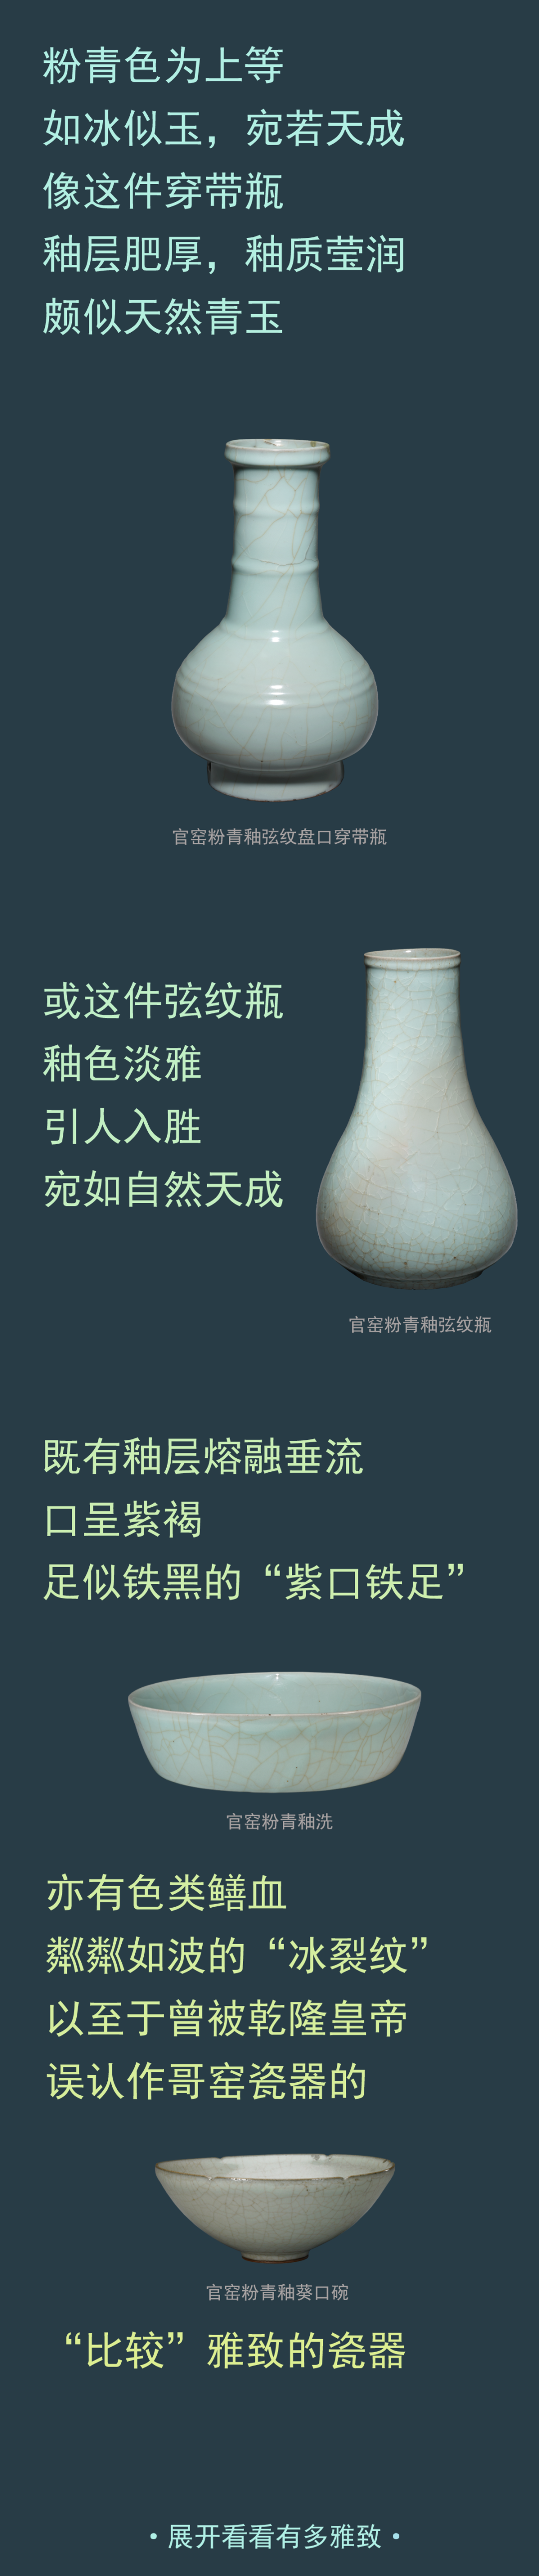 粉青色为上等
如冰似玉，宛若天成
像这件穿带瓶
釉层肥厚，釉质莹润
颇似天然青玉
官窑粉青釉弦纹盘口穿带瓶
或这件弦纹瓶
釉色淡雅
引人入胜
宛如自然天成
官窑粉青釉弦纹瓶
既有釉层熔融垂流
口呈紫褐
足似铁黑的“紫口铁足”
官窑粉青釉洗
亦有色类鳝血
粼粼如波的“冰裂纹”
以至于曾被乾隆皇帝
误认作哥窑瓷器的
官窑粉青釉葵口碗
“比较”雅致的瓷器
·展开看看有多雅致·